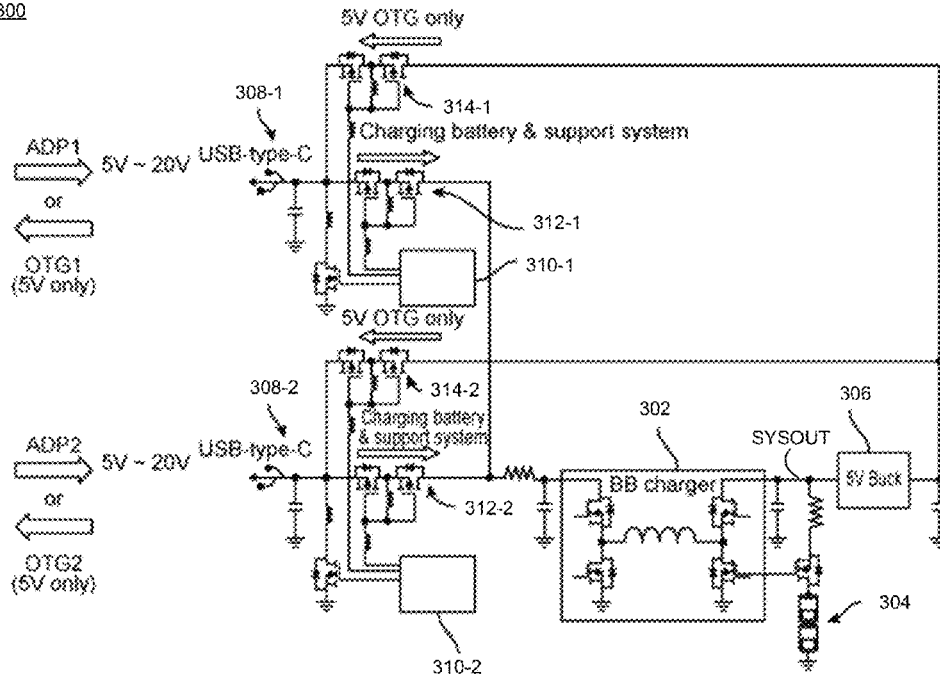 300
5V OTG only
314-1
308-1
Charging battery & support system
USB-type-C
ADP1
5V ~ 20V
or
312-1
OTG1
(5V only)
310-1
5V OTG only
314-2
308-2
Charging battery
& support system
USB-type-C
ADP2
5V ~ 20V
or
302
306
SYSOUT
BB charger
5V Buck
312-2
OTG2
(5V only)
304
310-2